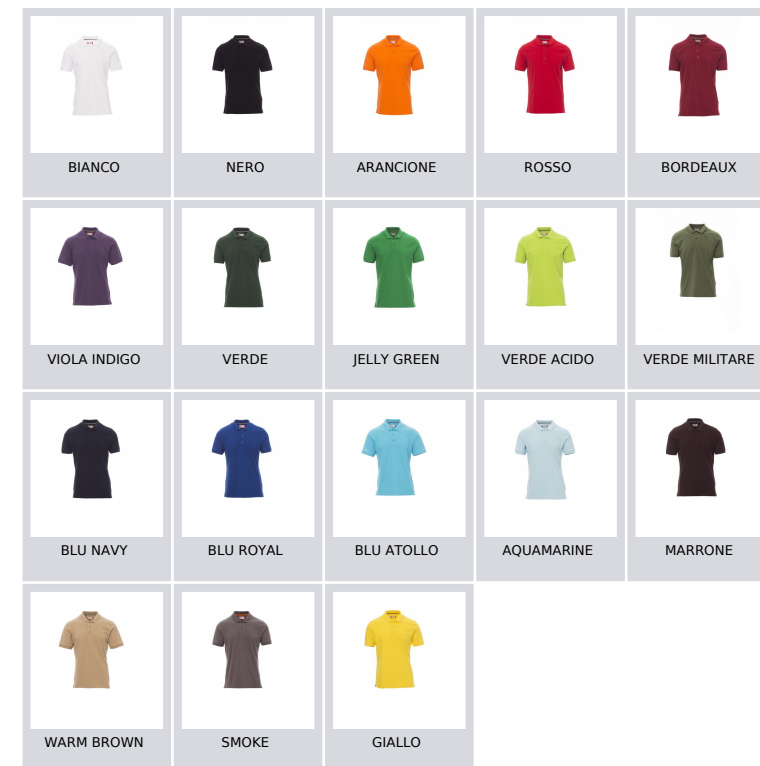 BIANCO
NERO
ARANCIONE
ROSSO
BORDEAUX
VIOLA INDIGO
VERDE
JELLY GREEN
VERDE ACIDO
VERDE MILITARE
BLU NAVY
BLU ROYAL
BLU ATOLLO
AQUAMARINE
MARRONE
WARM BROWN
SMOKE
GIALLO